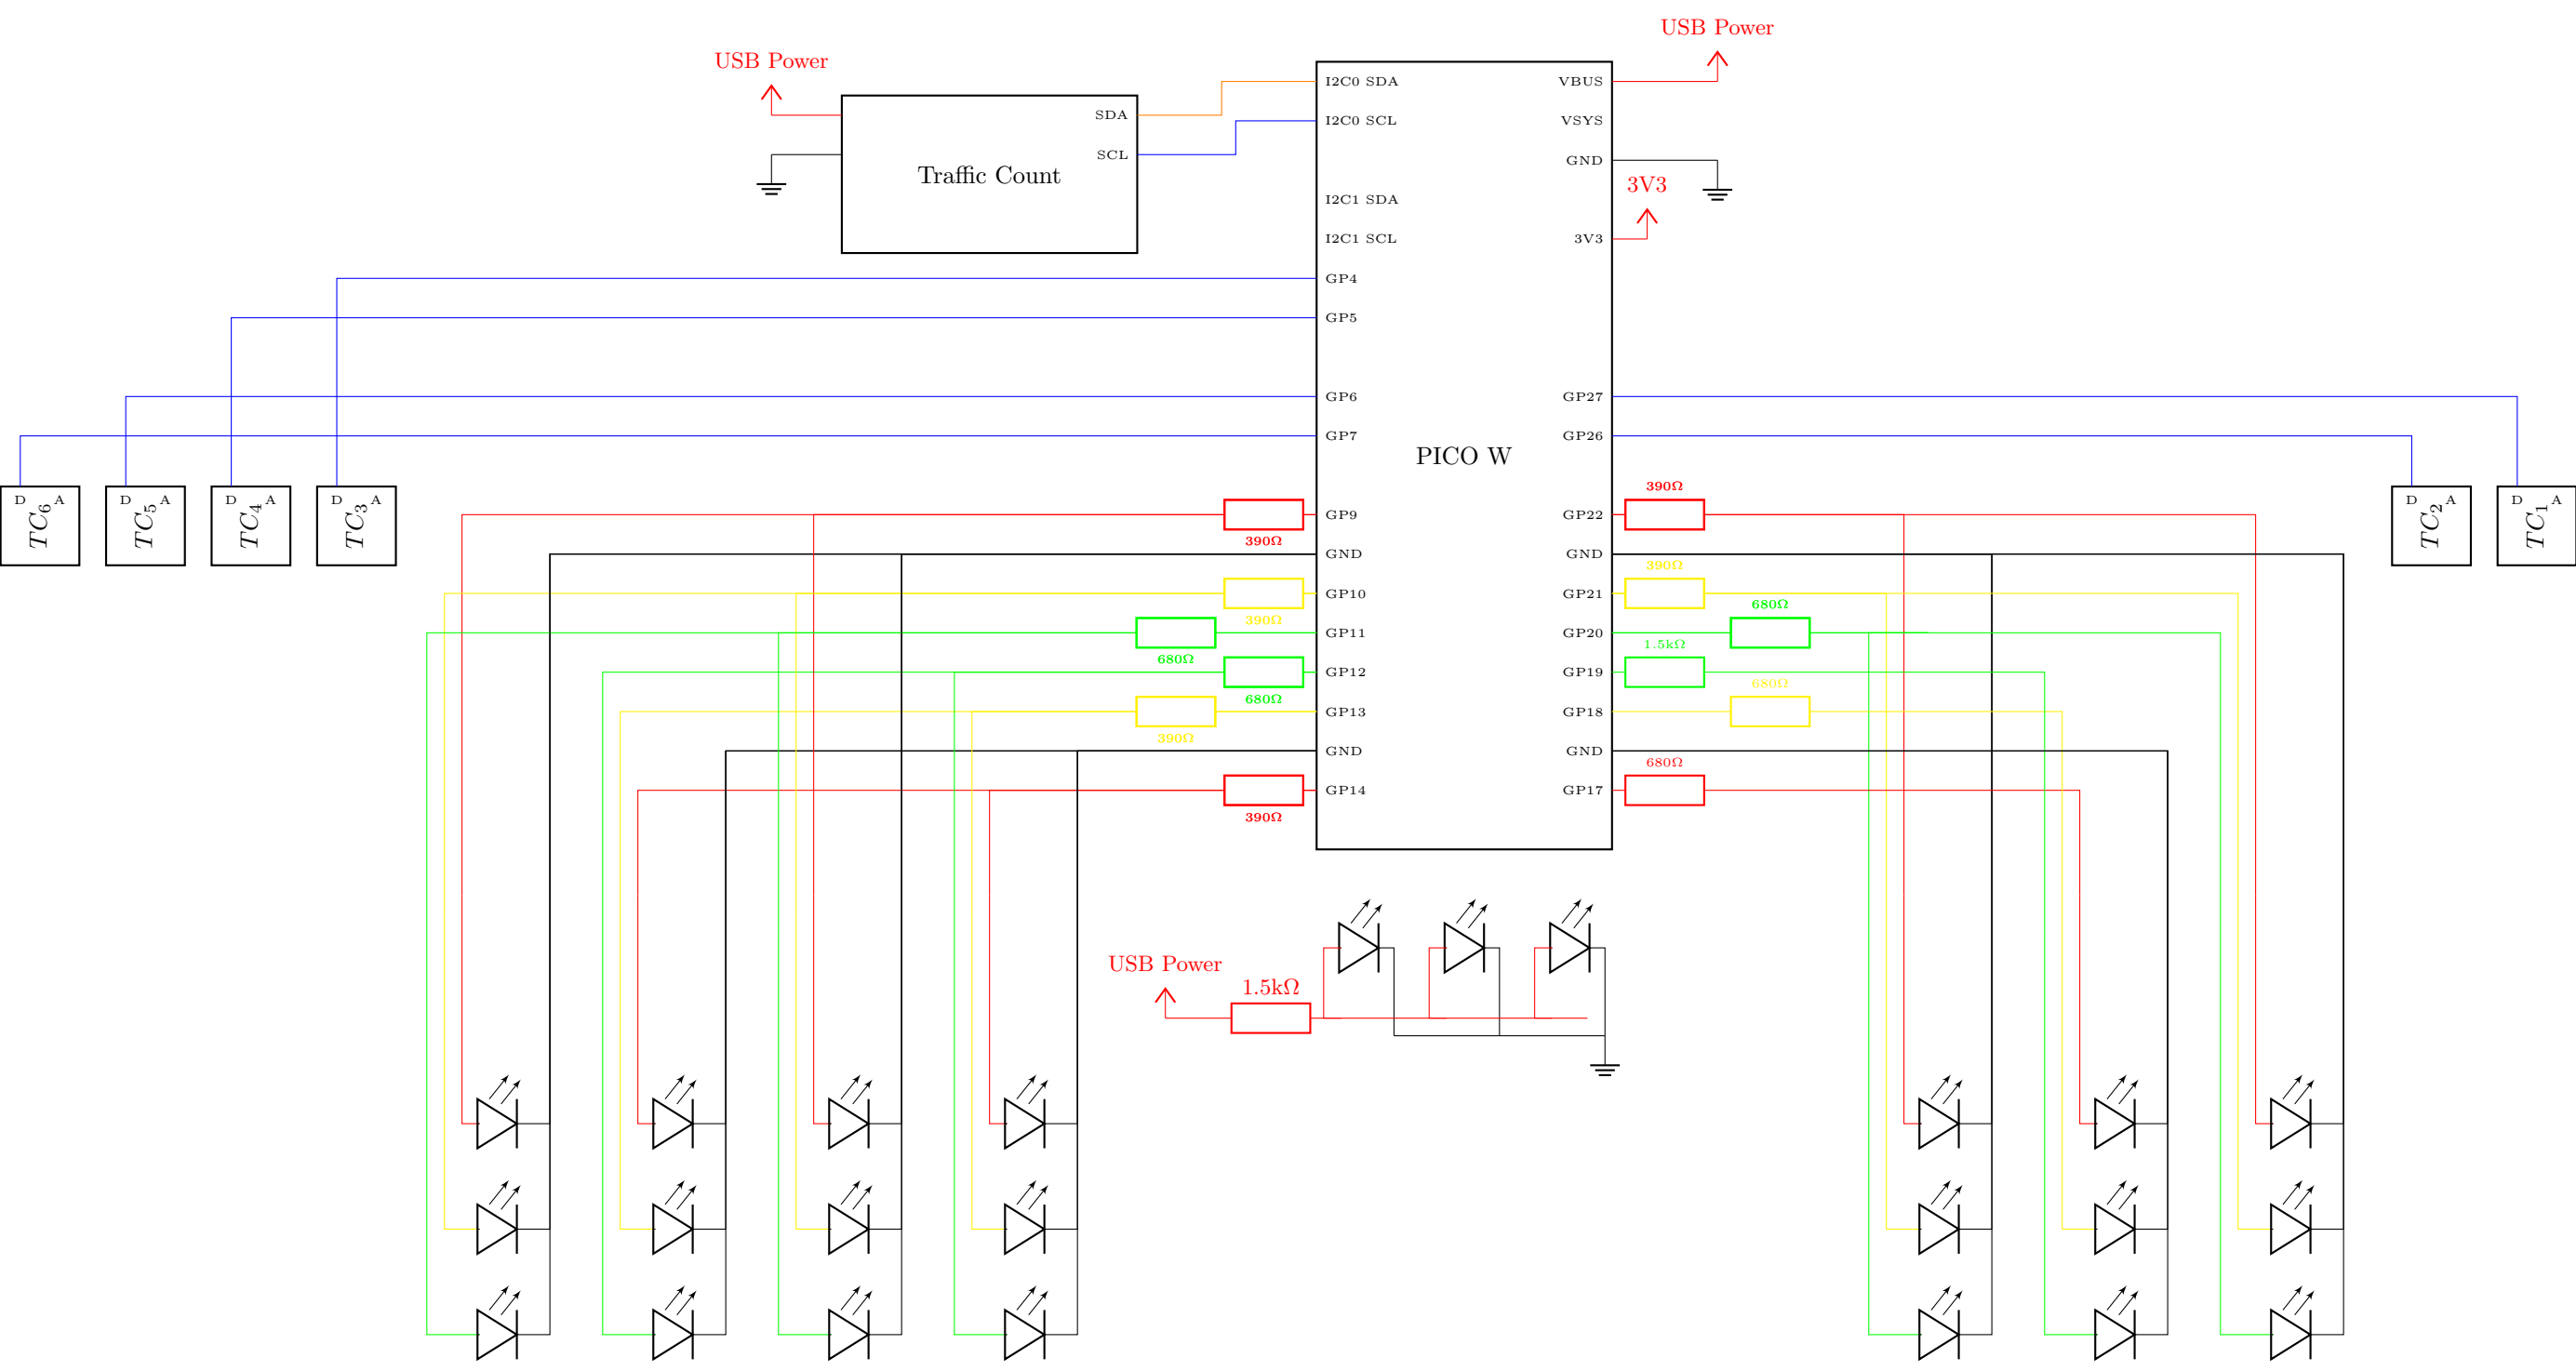 USB Power
USB Power
I2C0 SDA
VBUS
SDA
I2C0 SCL
VSYS
SCL
GND
Traffic Count
3V3
I2C1 SDA
I2C1 SCL
3V3
GP4
GP5
GP6
GP27
GP7
GP26
PICO W
D A
TC6
D A
TC5
D A
TC4
D A
TC3
390Ω
D A
TC2
D A
TC1
GP9
GP22
390Ω
GND
GND
390Ω
GP10
GP21
390Ω
680Ω
GP11
GP20
680Ω
1.5kΩ
GP12
GP19
680Ω
680Ω
GP13
GP18
390Ω
GND
GND
680Ω
GP14
GP17
390Ω
USB Power
1.5kΩ